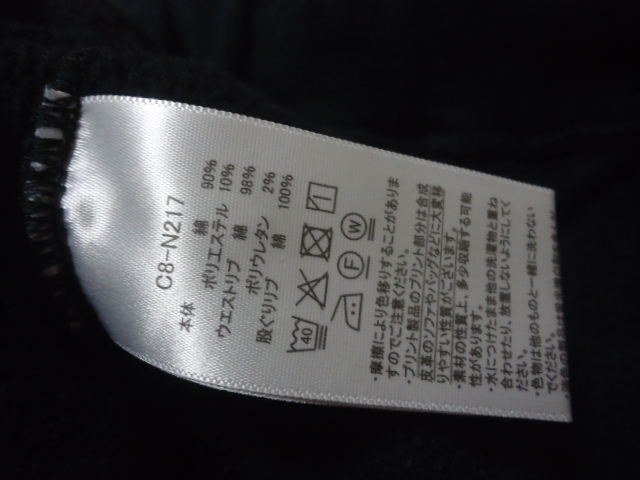 C8-N217
本体 綿 90%
ポリエステル 10%
ウエストリブ 綿 98%
ポリウレタン 2%
股ぐりリブ 綿 100%
40
F W
・摩擦により色移りすることがありま
すのでご注意ください。
・プリント製品のプリント部分は合成
皮革のソファやバッグなどに大変移
りやすい性質がございます。
・素材の性質上、多少収縮する可能
性があります。
・水につけたまま他の洗濯物と重ね
合わせたり、放置しないようにしてく
ださい。
・色物は他のものと一緒に洗わない
でください。